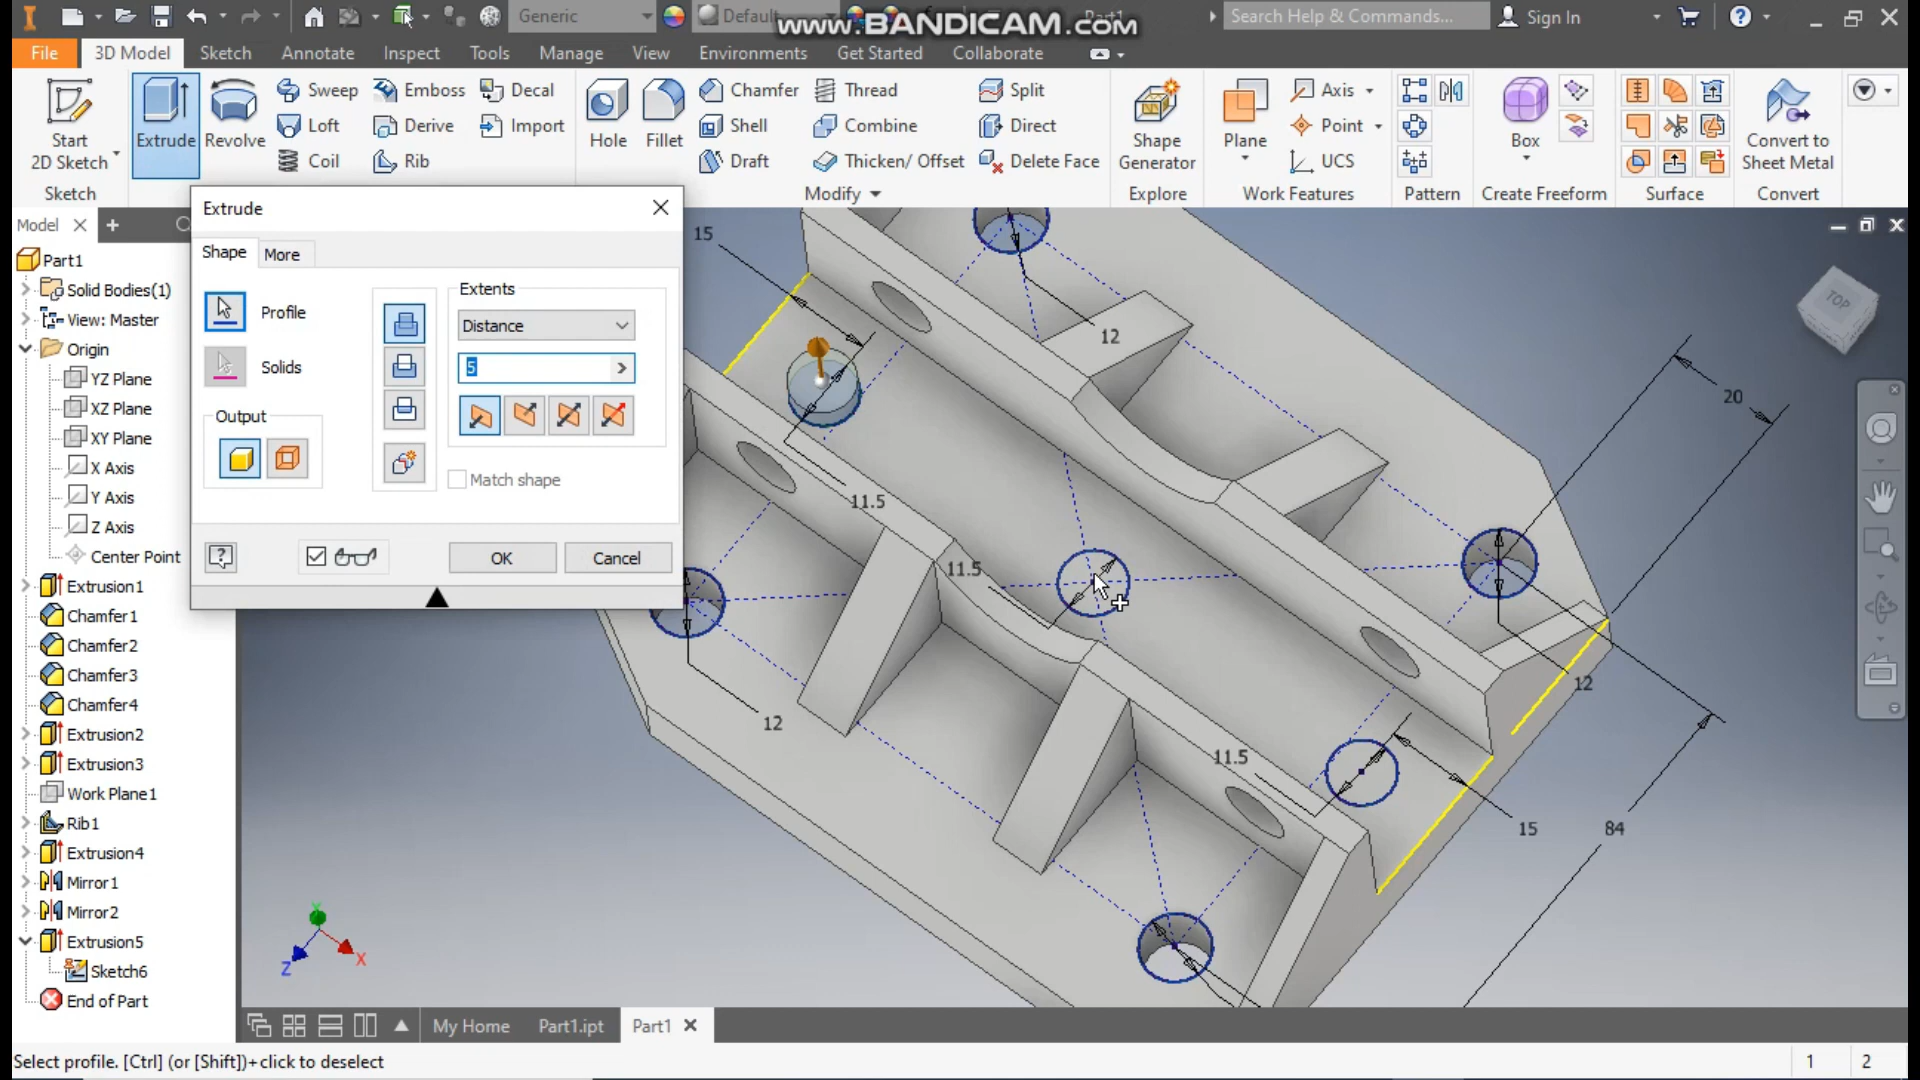 Generic
Default
www.BANDICAM.com
Part1
Search Help & Commands...
Sign In
File
3D Model
Sketch
Annotate
Inspect
Tools
Manage
View
Environments
Get Started
Collaborate
Start
2D Sketch
Sketch
Extrude
Revolve
Sweep
Loft
Coil
Emboss
Derive
Rib
Decal
Import
Hole
Fillet
Chamfer
Shell
Draft
Thread
Combine
Thicken/ Offset
Split
Direct
Delete Face
Modify
Shape
Generator
Explore
Plane
Axis
Point
UCS
Work Features
Pattern
Box
Create Freeform
Surface
Convert to
Sheet Metal
Convert
Model
Part1
Solid Bodies(1)
View: Master
Origin
YZ Plane
XZ Plane
XY Plane
X Axis
Y Axis
Z Axis
Center Point
Extrusion1
Chamfer1
Chamfer2
Chamfer3
Chamfer4
Extrusion2
Extrusion3
Work Plane1
Rib1
Extrusion4
Mirror1
Mirror2
Extrusion5
Sketch6
End of Part
Extrude
Shape
More
Profile
Solids
Output
Extents
Distance
5
Match shape
OK
Cancel
15
12
20
11.5
11.5
12
12
11.5
15
84
TOP
Y
X
Z
My Home
Part1.ipt
Part1
Select profile. [Ctrl] (or [Shift])+click to deselect
1
2